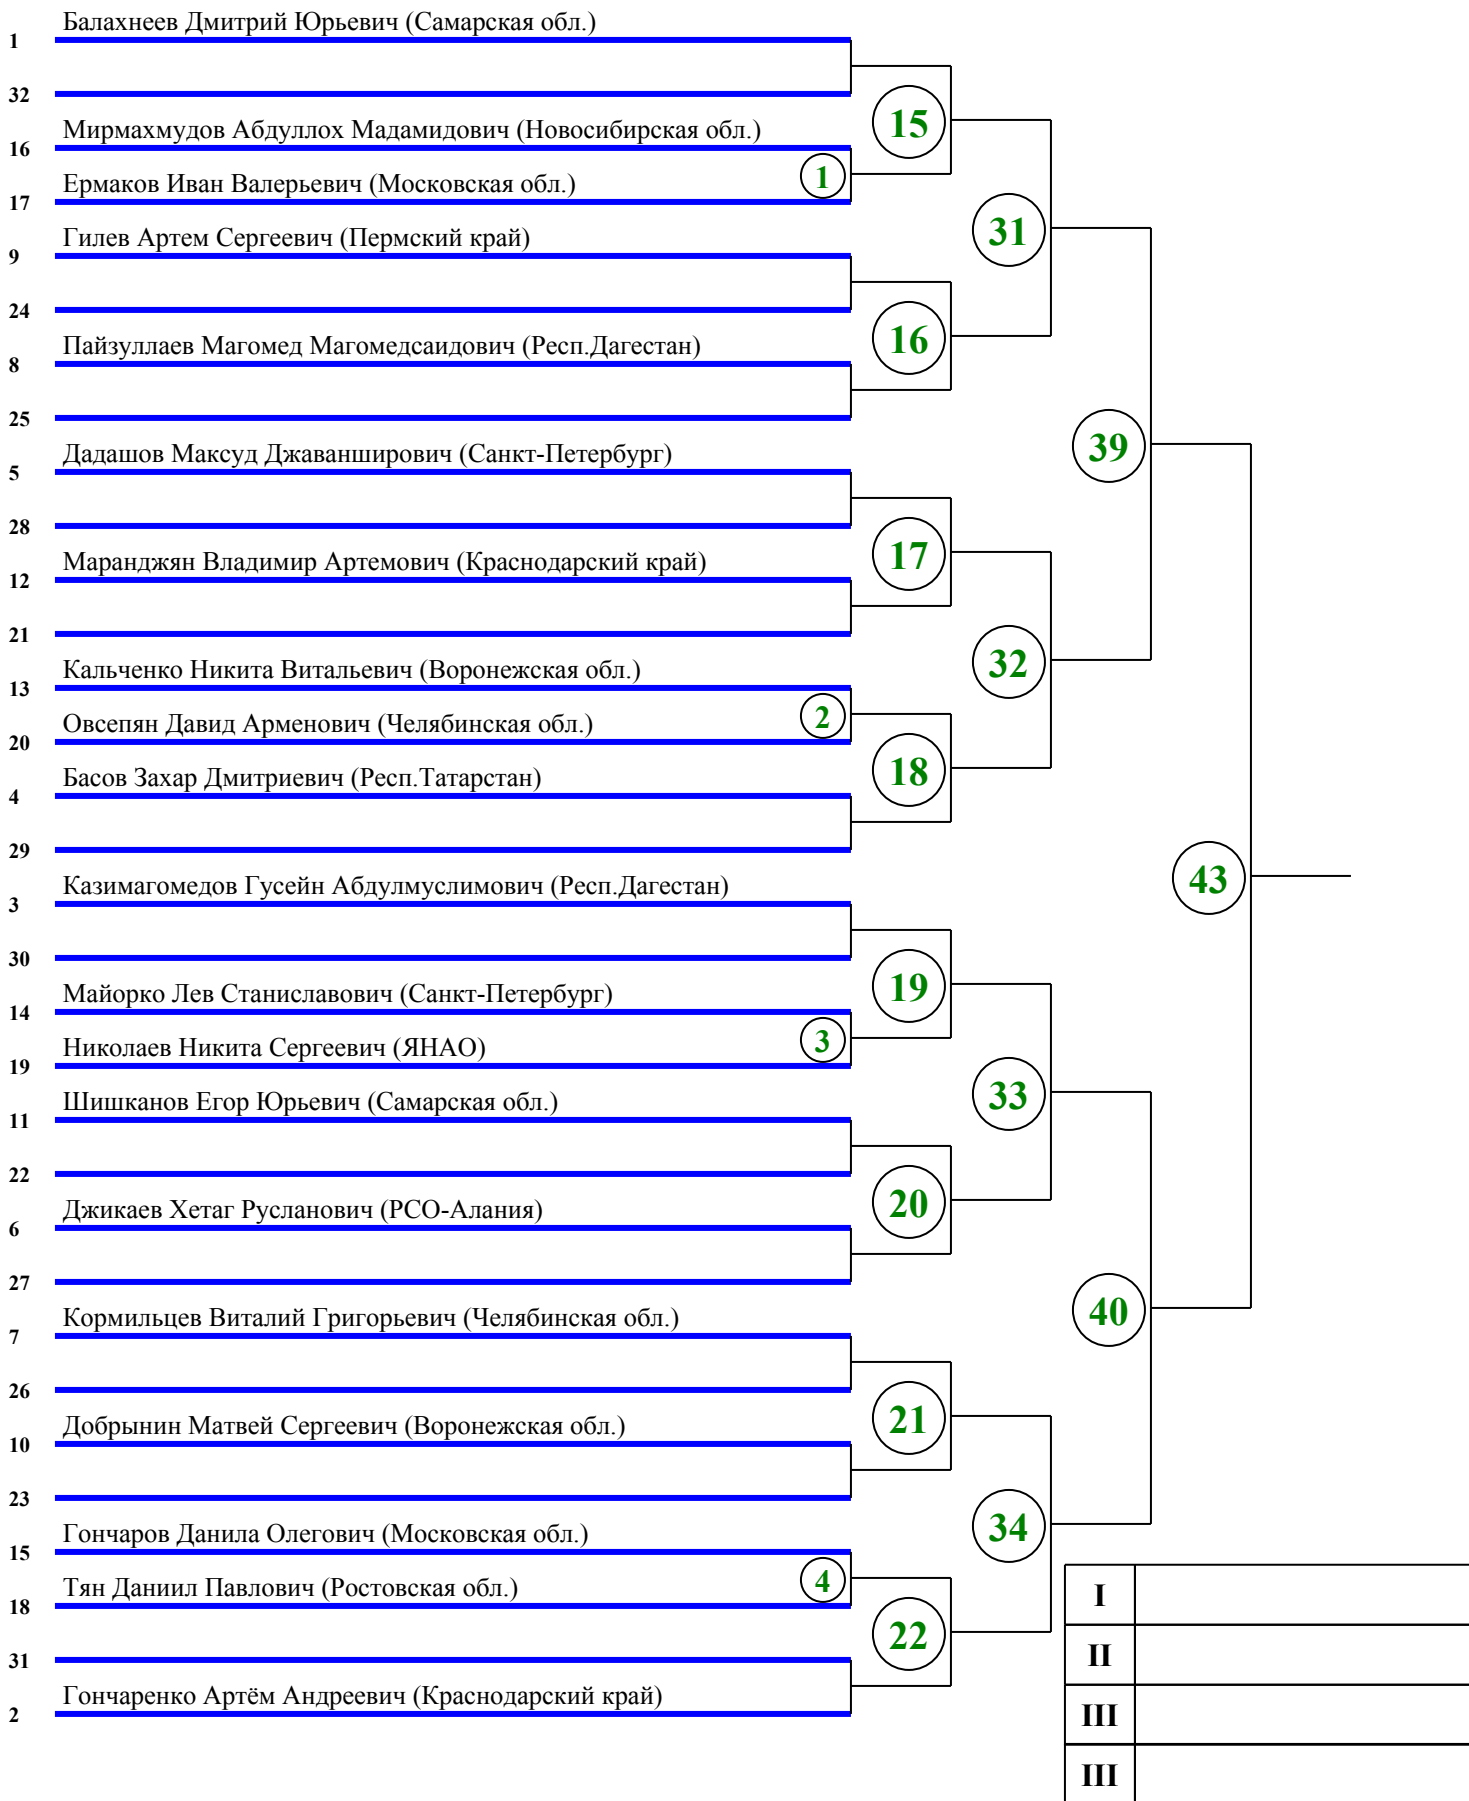 Балахнеев Дмитрий Юрьевич (Самарская обл.)
1
32
15
Мирмахмудов Абдуллох Мадамидович (Новосибирская обл.)
16
1
Ермаков Иван Валерьевич (Московская обл.)
17
31
Гилев Артем Сергеевич (Пермский край)
9
24
16
Пайзуллаев Магомед Магомедсаидович (Респ.Дагестан)
8
25
39
Дадашов Максуд Джаванширович (Санкт-Петербург)
5
28
17
Маранджян Владимир Артемович (Краснодарский край)
12
21
32
Кальченко Никита Витальевич (Воронежская обл.)
13
2
Овсепян Давид Арменович (Челябинская обл.)
20
18
Басов Захар Дмитриевич (Респ.Татарстан)
4
29
43
Казимагомедов Гусейн Абдулмуслимович (Респ.Дагестан)
3
30
19
Майорко Лев Станиславович (Санкт-Петербург)
14
3
Николаев Никита Сергеевич (ЯНАО)
19
33
Шишканов Егор Юрьевич (Самарская обл.)
11
22
20
Джикаев Хетаг Русланович (РСО-Алания)
6
27
40
Кормильцев Виталий Григорьевич (Челябинская обл.)
7
26
21
Добрынин Матвей Сергеевич (Воронежская обл.)
10
23
34
Гончаров Данила Олегович (Московская обл.)
15
4
Тян Даниил Павлович (Ростовская обл.)
18
I
22
31
II
Гончаренко Артём Андреевич (Краснодарский край)
2
III
III